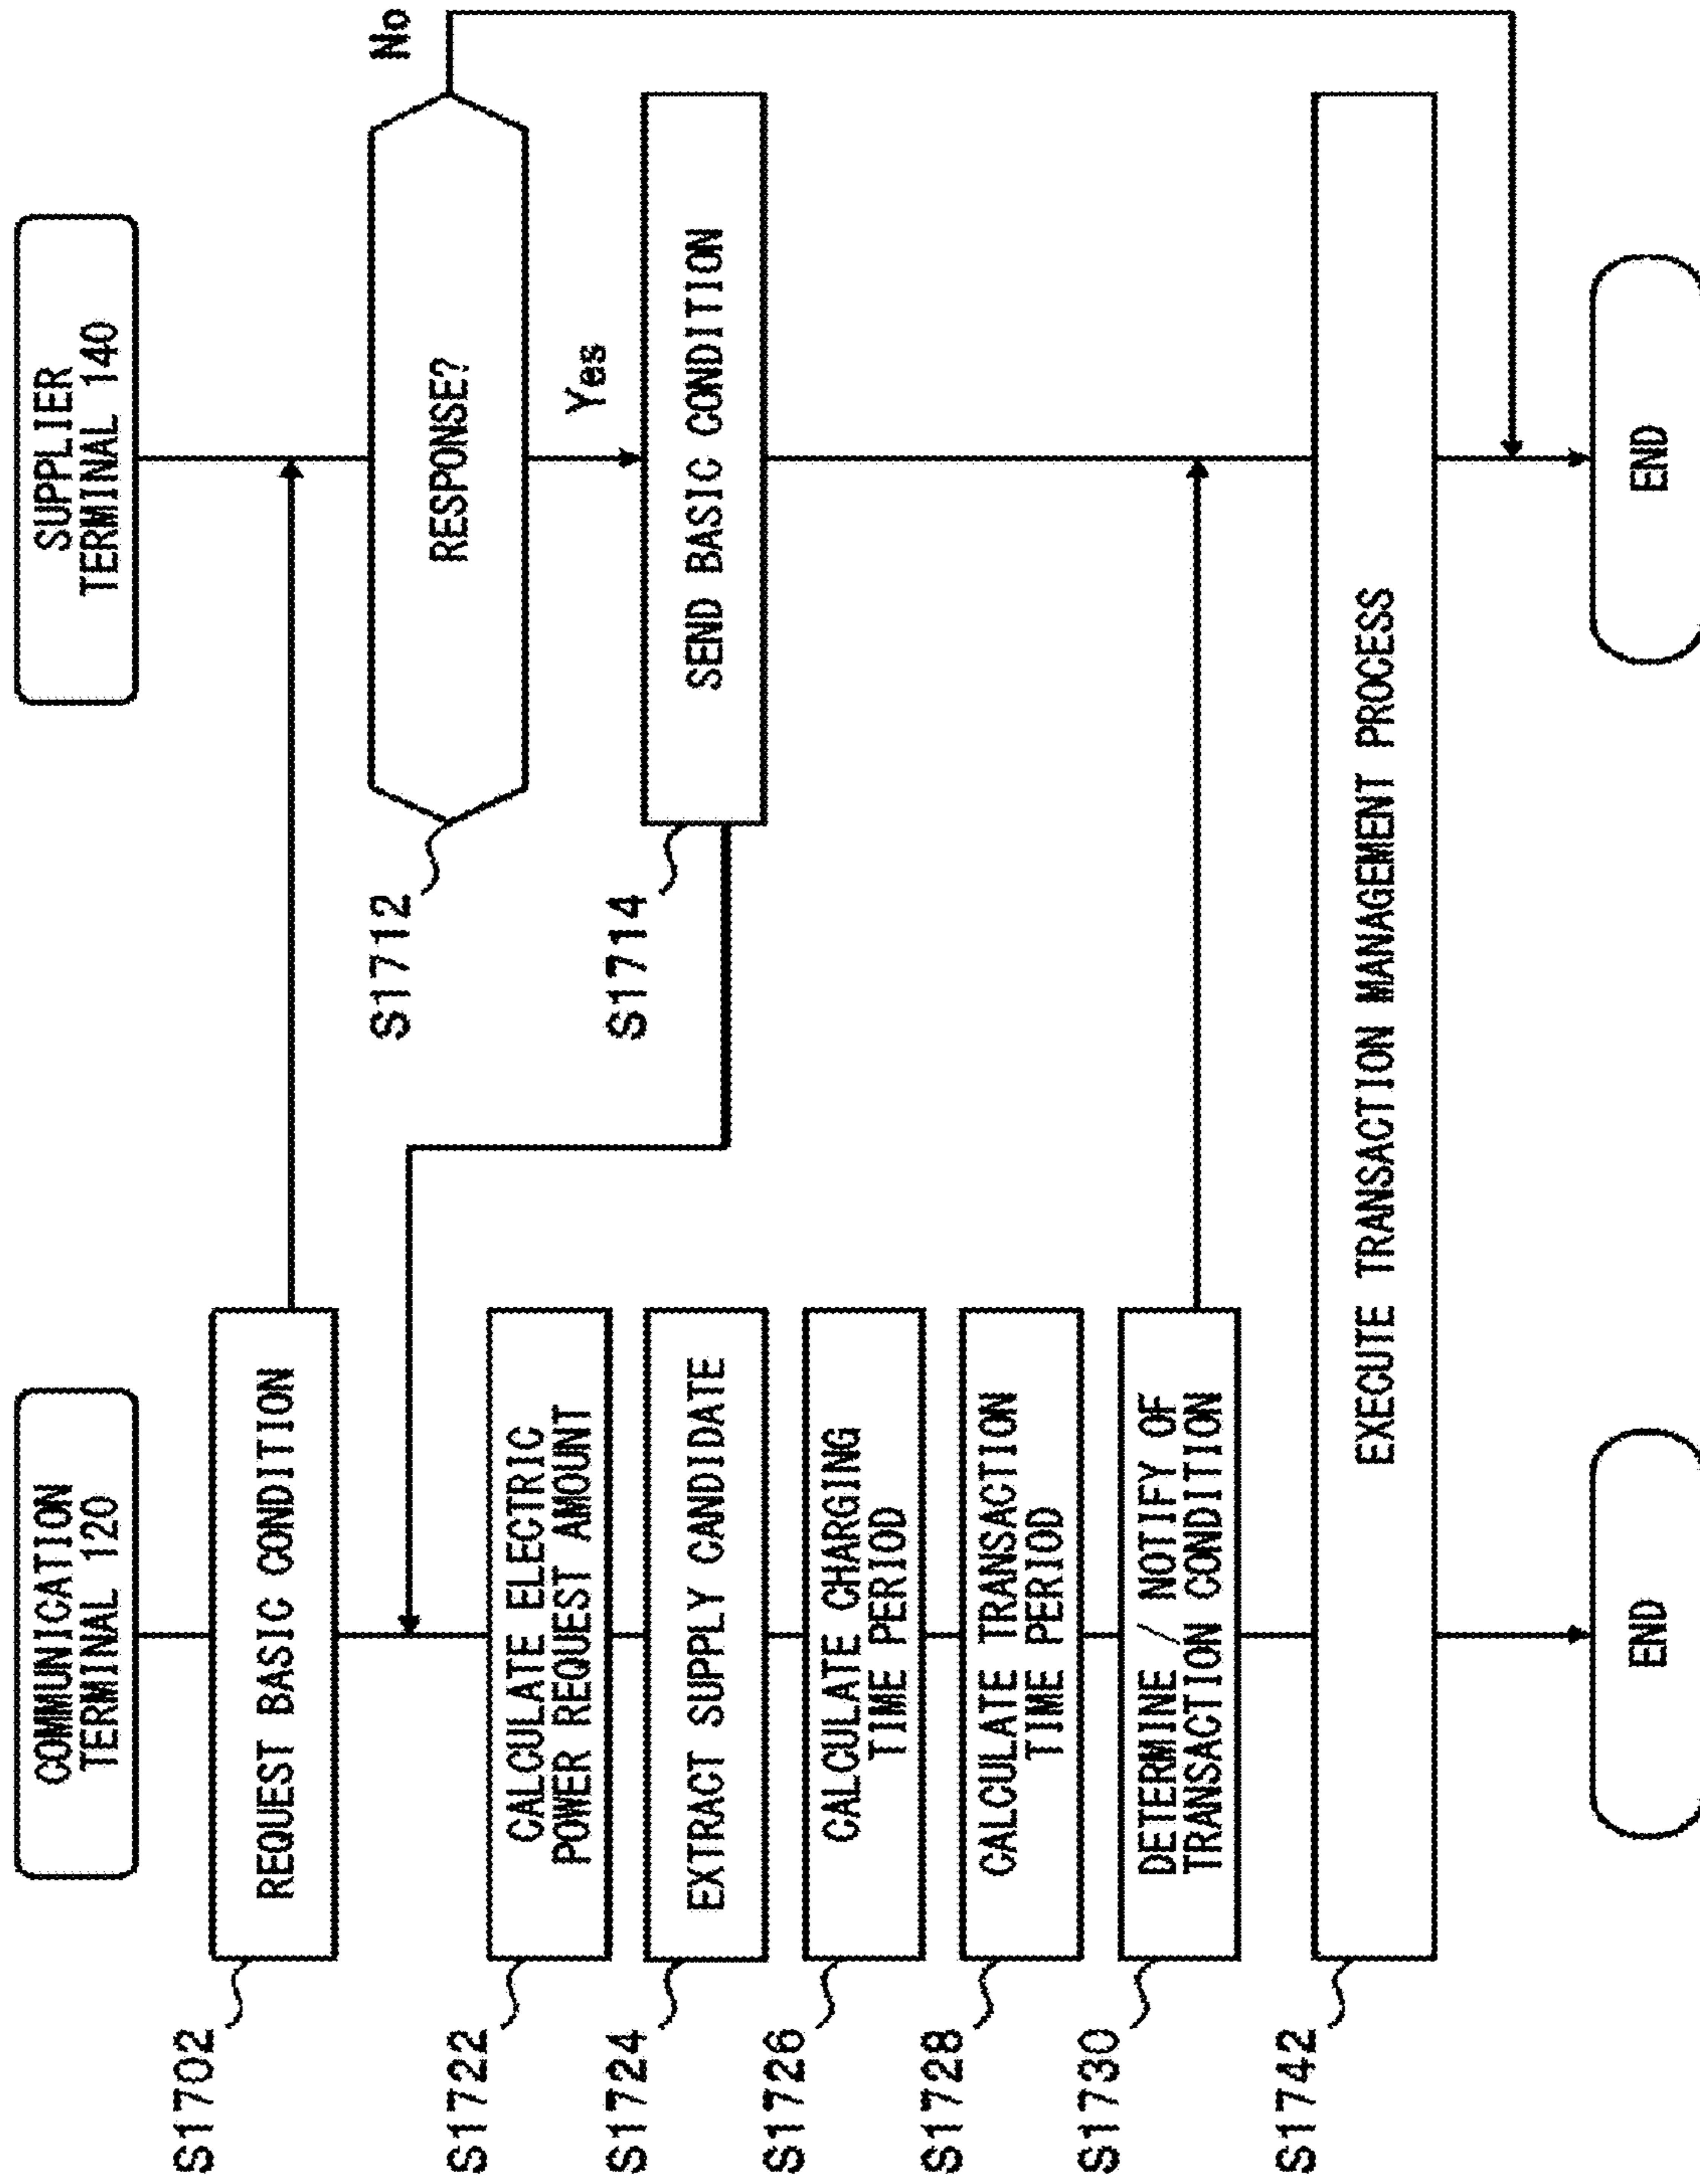 COMMUNICATION
TERMINAL 120
SUPPLIER
TERMINAL 140
S1702
REQUEST BASIC CONDITION
S1712
RESPONSE?
No
Yes
S1714
SEND BASIC CONDITION
S1722
CALCULATE ELECTRIC
POWER REQUEST AMOUNT
S1724
EXTRACT SUPPLY CANDIDATE
S1726
CALCULATE CHARGING
TIME PERIOD
S1728
CALCULATE TRANSACTION
TIME PERIOD
S1730
DETERMINE / NOTIFY OF
TRANSACTION CONDITION
S1742
EXECUTE TRANSACTION MANAGEMENT PROCESS
END
END